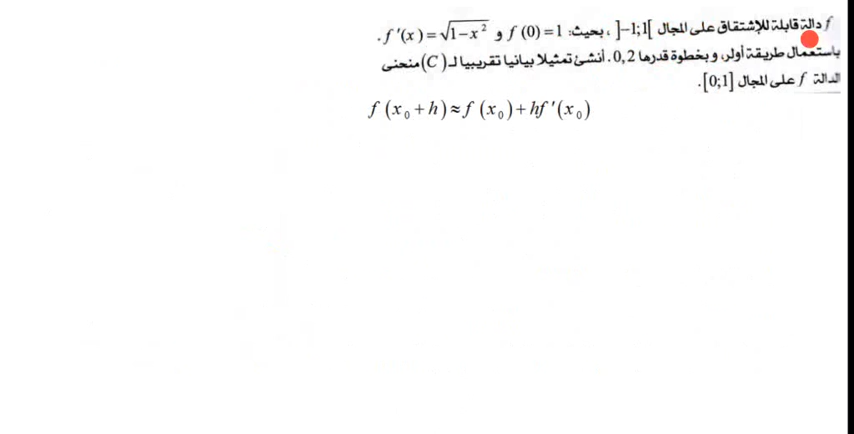 f دالة قابلة للإشتقاق على المجال ]-1;1[ ، بحيث: f (0)=1 و f '(x)=√1-x² .
باستعمال طريقة أولر، و بخطوة قدرها 0,2. أنشئ تمثيلا بيانيا تقريبيا لـ (C) منحنى
الدالة f على المجال [0;1].
f (x₀+h)≈f (x₀)+hf '(x₀)